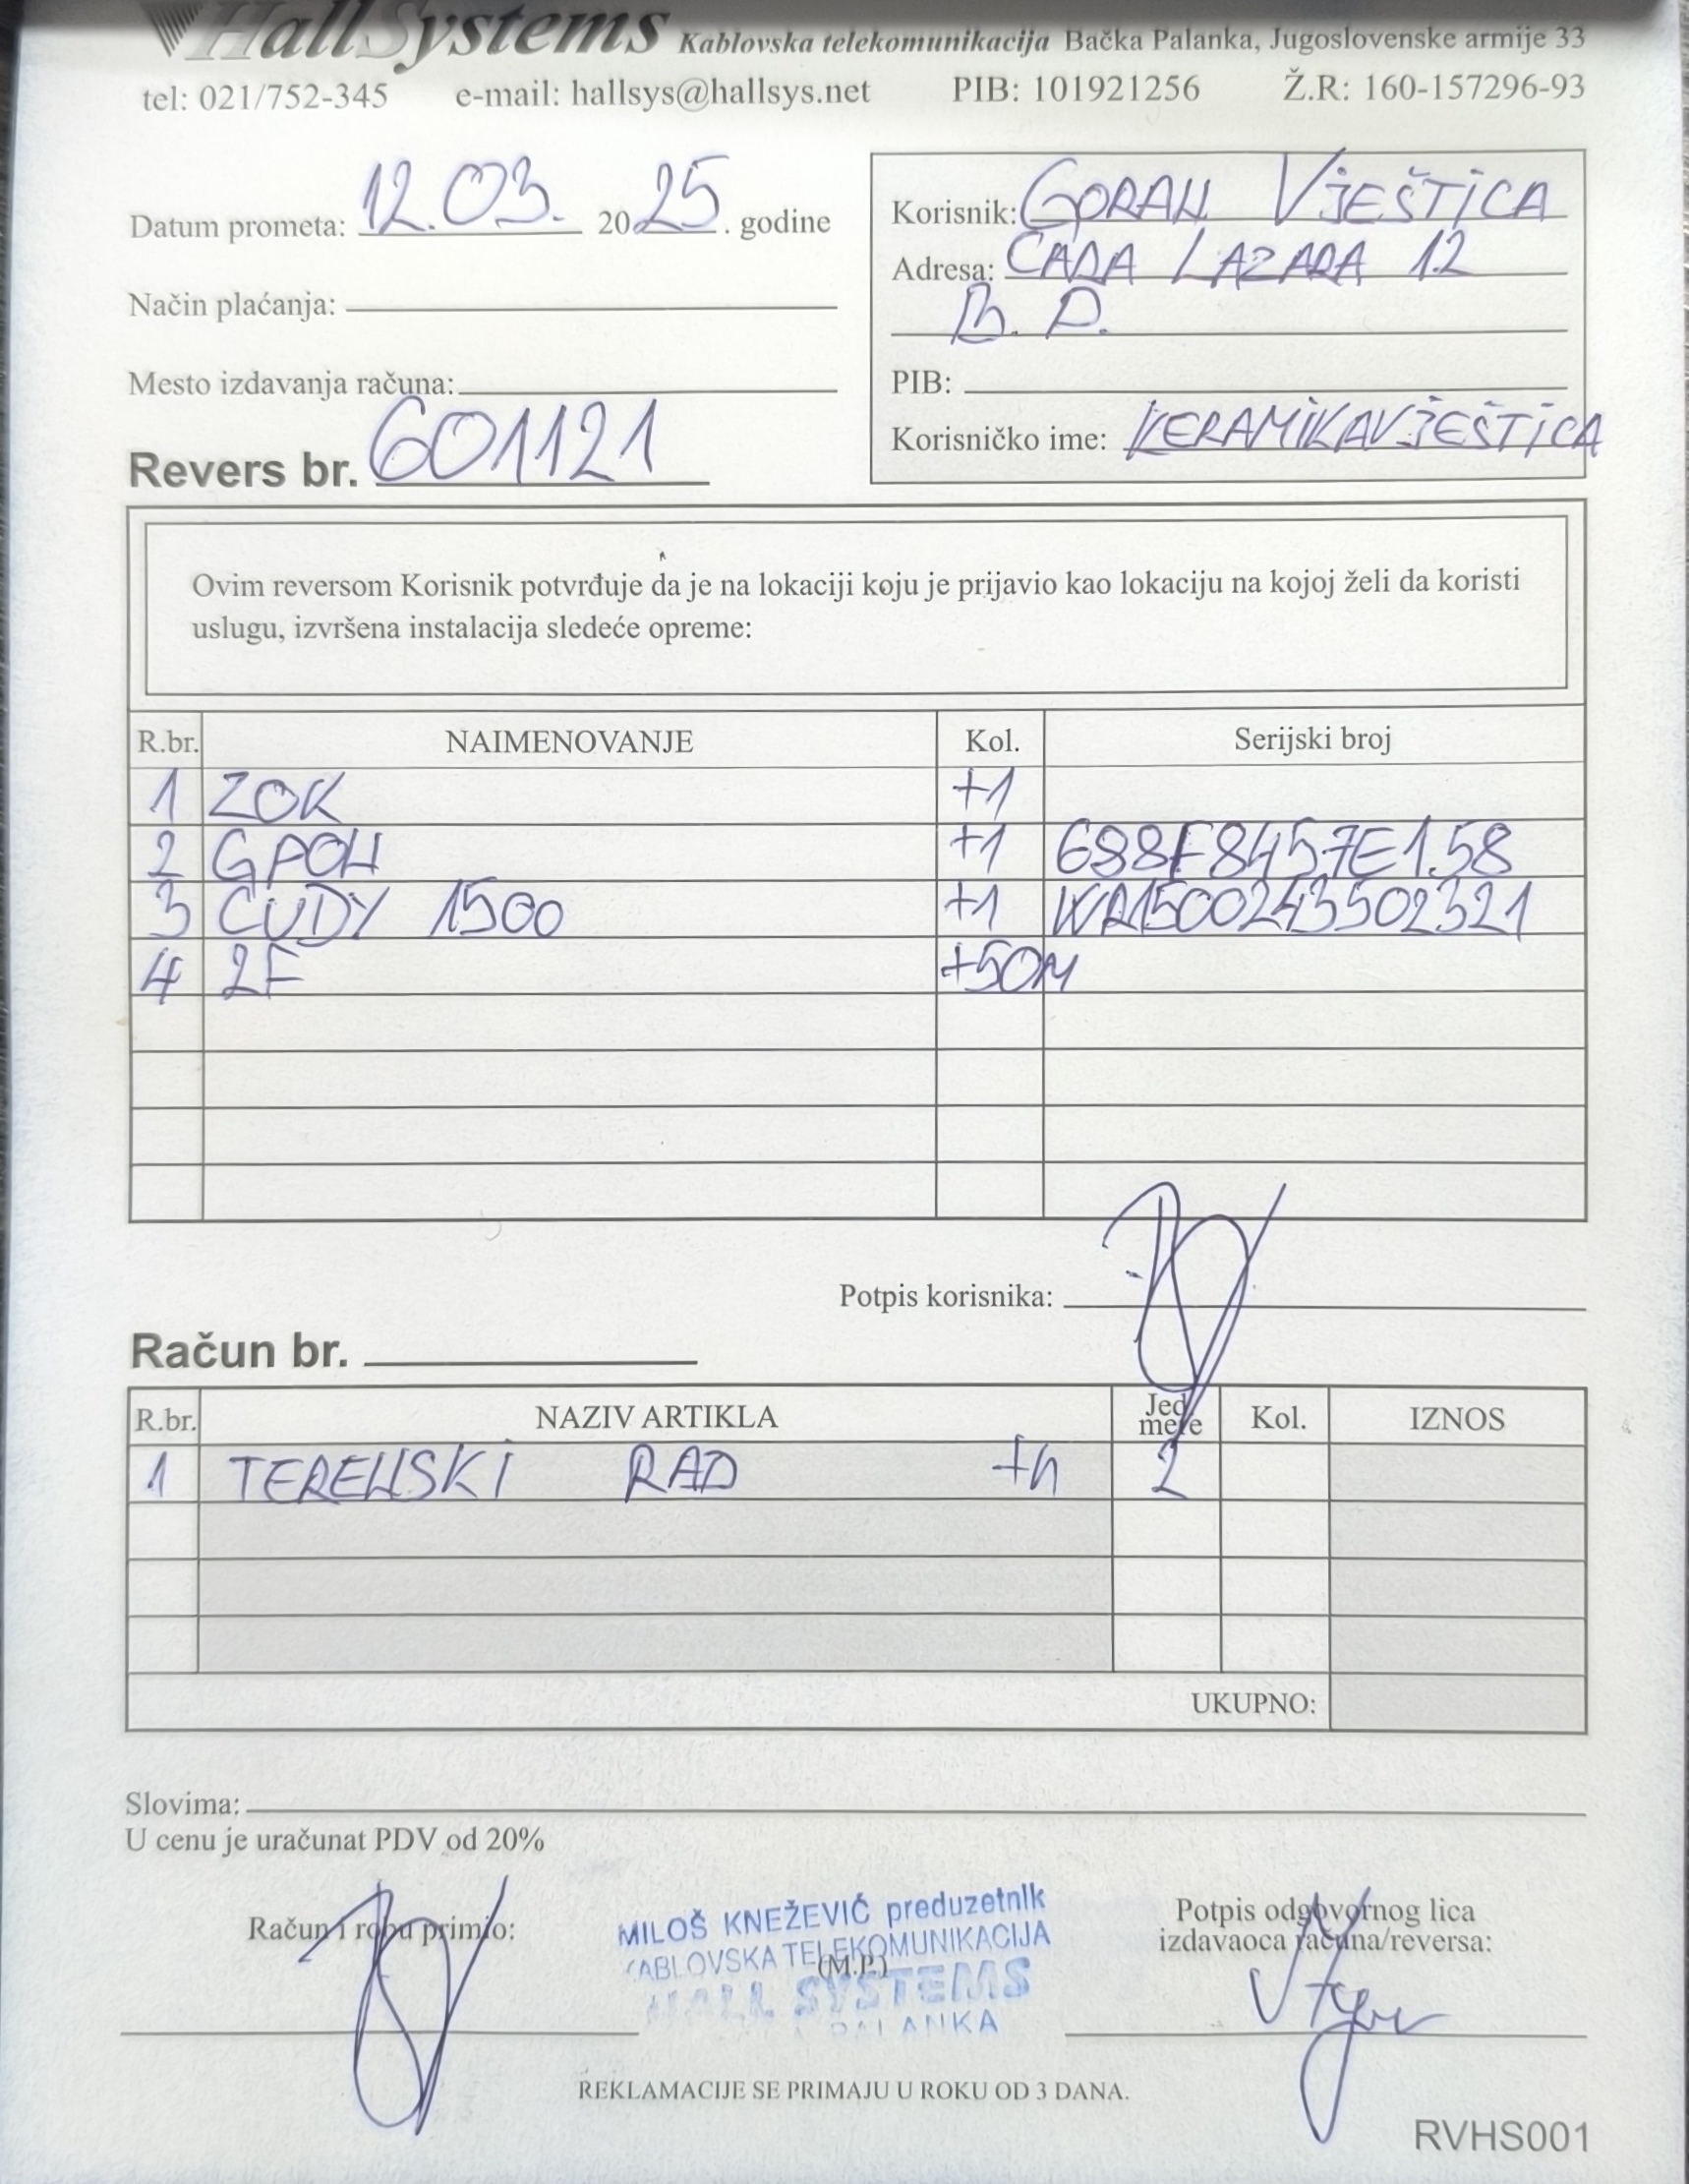 HallSystems Kablovska telekomunikacija Bačka Palanka, Jugoslovenske armije 33
tel: 021/752-345 e-mail: hallsys@hallsys.net PIB: 101921256 Ž.R: 160-157296-93
Datum prometa: 12.03. 2025. godine
Način plaćanja:
Mesto izdavanja računa:
Revers br. 601121
Korisnik: GORAN VJEŠTICA
Adresa: CARA LAZARA 12
B. P.
PIB:
Korisničko ime: KERAMIKAVJEŠTICA
Ovim reversom Korisnik potvrđuje da je na lokaciji koju je prijavio kao lokaciju na kojoj želi da koristi
uslugu, izvršena instalacija sledeće opreme:
R.br. NAIMENOVANJE Kol. Serijski broj
1 ZOK +1
2 GPON +1 688F8457E158
3 CUDY 1500 +1 WR1500243502321
4 2F +50M
Potpis korisnika:
Račun br.
R.br. NAZIV ARTIKLA Jed. mere Kol. IZNOS
1 TERENSKI RAD +h 2
UKUPNO:
Slovima:
U cenu je uračunat PDV od 20%
Račun i robu primio:
MILOŠ KNEŽEVIĆ preduzetnik
KABLOVSKA TELEKOMUNIKACIJA
(M.P.)
HALL SYSTEMS
PALANKA
Potpis odgovornog lica
izdavaoca računa/reversa:
REKLAMACIJE SE PRIMAJU U ROKU OD 3 DANA.
RVHS001